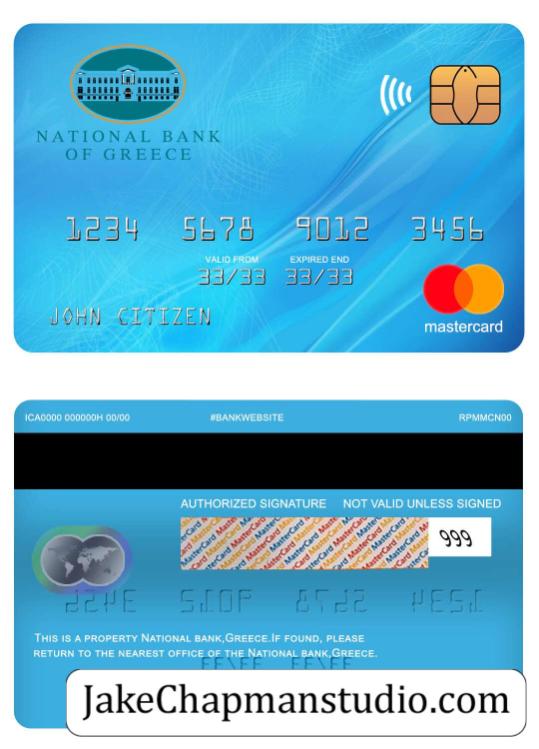 NATIONAL BANK
OF GREECE
1234 5678 9012 3456
VALID FROM EXPIRED END
33/33 33/33
JOHN CITIZEN
mastercard
ICA0000 000000H 00/00 #BANKWEBSITE RPMMCN00
AUTHORIZED SIGNATURE NOT VALID UNLESS SIGNED
MasterCard
999
THIS IS A PROPERTY NATIONAL BANK,GREECE.IF FOUND, PLEASE
RETURN TO THE NEAREST OFFICE OF THE NATIONAL BANK,GREECE.
JakeChapmanstudio.com